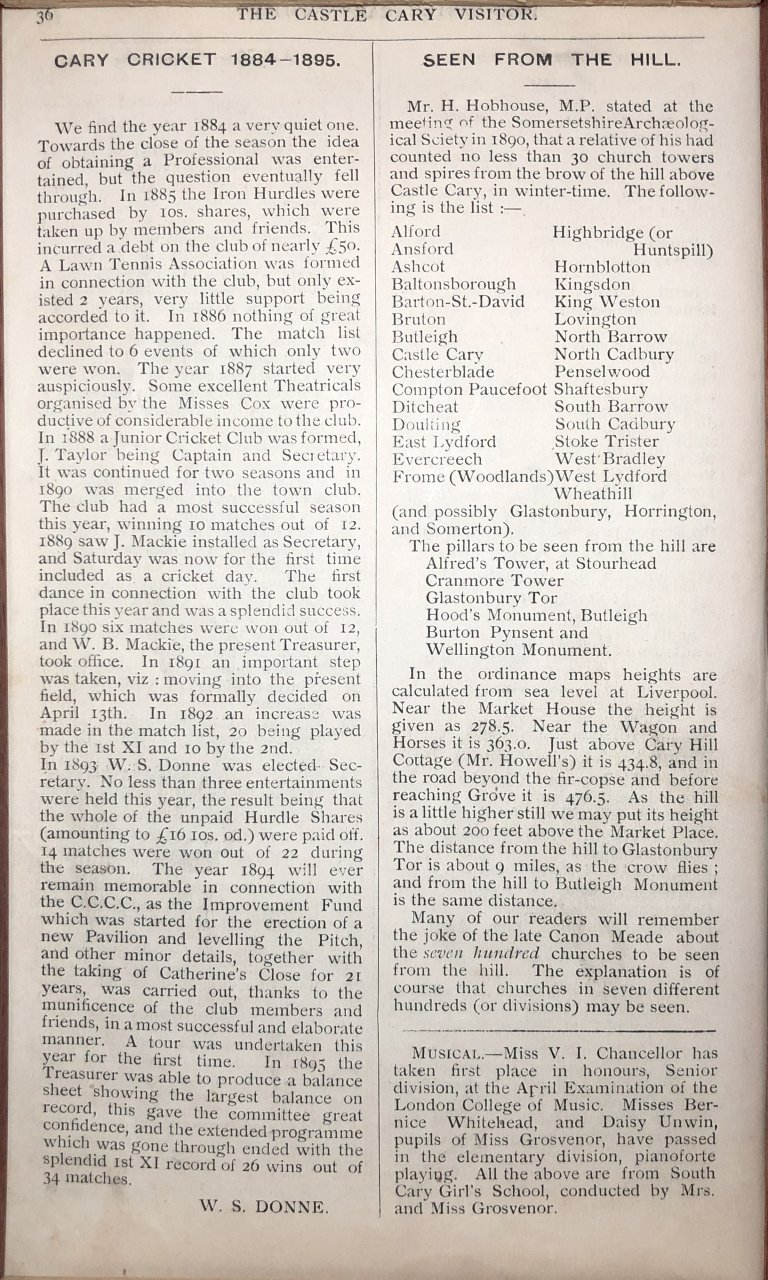 36
THE CASTLE CARY VISITOR.
CARY CRICKET 1884–1895.
We find the year 1884 a very quiet one.
Towards the close of the season the idea
of obtaining a Professional was enter-
tained, but the question eventually fell
through. In 1885 the Iron Hurdles were
purchased by 10s. shares, which were
taken up by members and friends. This
incurred a debt on the club of nearly £50.
A Lawn Tennis Association was formed
in connection with the club, but only ex-
isted 2 years, very little support being
accorded to it. In 1886 nothing of great
importance happened. The match list
declined to 6 events of which only two
were won. The year 1887 started very
auspiciously. Some excellent Theatricals
organised by the Misses Cox were pro-
ductive of considerable income to the club.
In 1888 a Junior Cricket Club was formed,
J. Taylor being Captain and Secretary.
It was continued for two seasons and in
1890 was merged into the town club.
The club had a most successful season
this year, winning 10 matches out of 12.
1889 saw J. Mackie installed as Secretary,
and Saturday was now for the first time
included as a cricket day. The first
dance in connection with the club took
place this year and was a splendid success.
In 1890 six matches were won out of 12,
and W. B. Mackie, the present Treasurer,
took office. In 1891 an important step
was taken, viz : moving into the present
field, which was formally decided on
April 13th. In 1892 an increase was
made in the match list, 20 being played
by the 1st XI and 10 by the 2nd.
In 1893 W. S. Donne was elected Sec-
retary. No less than three entertainments
were held this year, the result being that
the whole of the unpaid Hurdle Shares
(amounting to £16 10s. 0d.) were paid off.
14 matches were won out of 22 during
the season. The year 1894 will ever
remain memorable in connection with
the C.C.C.C., as the Improvement Fund
which was started for the erection of a
new Pavilion and levelling the Pitch,
and other minor details, together with
the taking of Catherine's Close for 21
years, was carried out, thanks to the
munificence of the club members and
friends, in a most successful and elaborate
manner. A tour was undertaken this
year for the first time. In 1895 the
Treasurer was able to produce a balance
sheet showing the largest balance on
record, this gave the committee great
confidence, and the extended programme
which was gone through ended with the
splendid 1st XI record of 26 wins out of
34 matches.
W. S. DONNE.
SEEN FROM THE HILL.
Mr. H. Hobhouse, M.P. stated at the
meeting of the SomersetshireArchæolog-
ical Sciety in 1890, that a relative of his had
counted no less than 30 church towers
and spires from the brow of the hill above
Castle Cary, in winter-time. The follow-
ing is the list :—
Alford Highbridge (or
Ansford Huntspill)
Ashcot Hornblotton
Baltonsborough Kingsdon
Barton-St.-David King Weston
Bruton Lovington
Butleigh North Barrow
Castle Cary North Cadbury
Chesterblade Penselwood
Compton Paucefoot Shaftesbury
Ditcheat South Barrow
Doulting South Cadbury
East Lydford Stoke Trister
Evercreech West Bradley
Frome (Woodlands) West Lydford
Wheathill
(and possibly Glastonbury, Horrington,
and Somerton).
The pillars to be seen from the hill are
Alfred's Tower, at Stourhead
Cranmore Tower
Glastonbury Tor
Hood's Monument, Butleigh
Burton Pynsent and
Wellington Monument.
In the ordinance maps heights are
calculated from sea level at Liverpool.
Near the Market House the height is
given as 278.5. Near the Wagon and
Horses it is 363.0. Just above Cary Hill
Cottage (Mr. Howell's) it is 434.8, and in
the road beyond the fir-copse and before
reaching Grove it is 476.5. As the hill
is a little higher still we may put its height
as about 200 feet above the Market Place.
The distance from the hill to Glastonbury
Tor is about 9 miles, as the crow flies ;
and from the hill to Butleigh Monument
is the same distance.
Many of our readers will remember
the joke of the late Canon Meade about
the seven hundred churches to be seen
from the hill. The explanation is of
course that churches in seven different
hundreds (or divisions) may be seen.
MUSICAL.—Miss V. I. Chancellor has
taken first place in honours, Senior
division, at the April Examination of the
London College of Music. Misses Ber-
nice Whitehead, and Daisy Unwin,
pupils of Miss Grosvenor, have passed
in the elementary division, pianoforte
playing. All the above are from South
Cary Girl's School, conducted by Mrs.
and Miss Grosvenor.